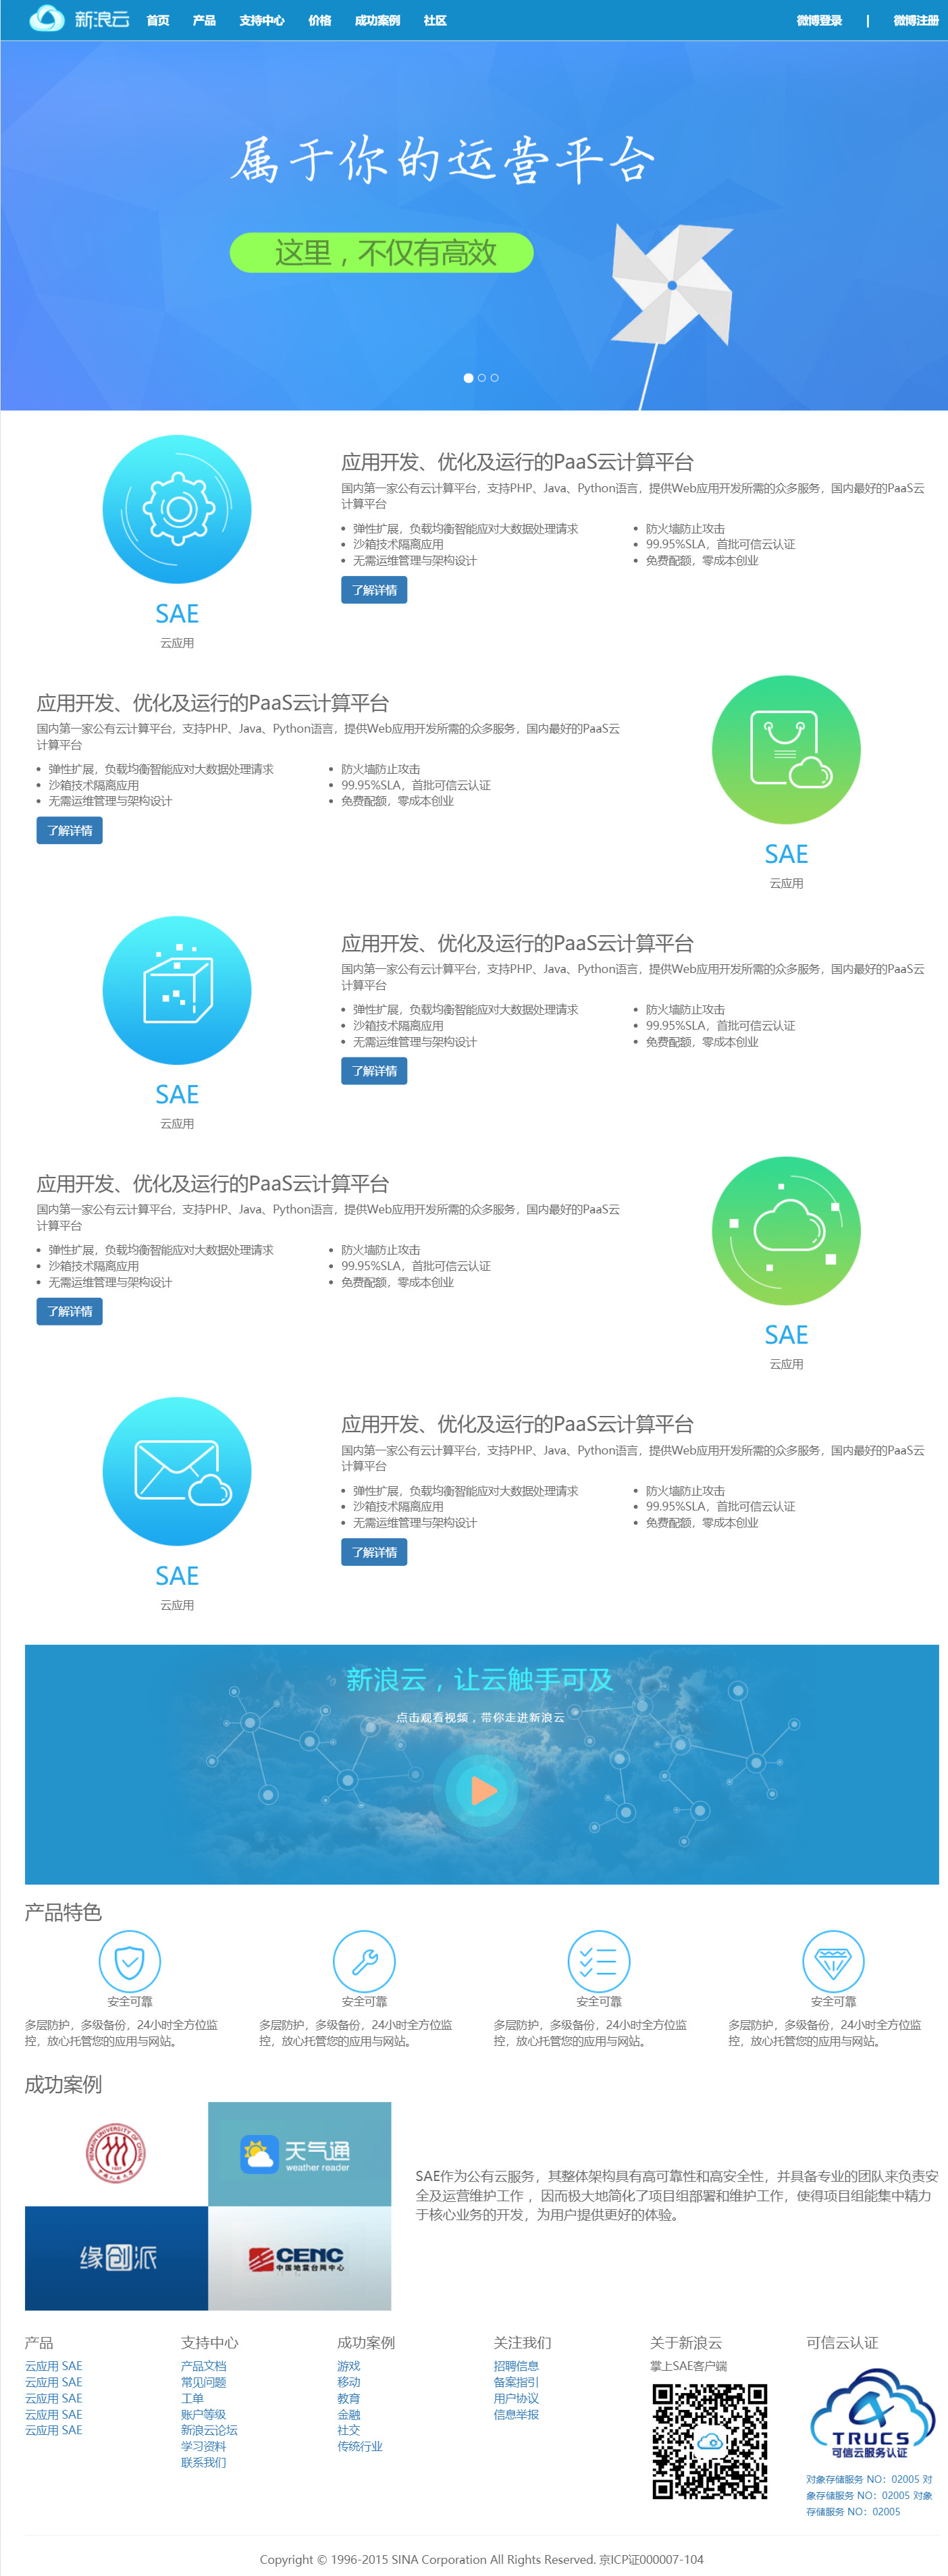 新浪云 首页 产品 支持中心 价格 成功案例 社区 微博登录 | 微博注册
属于你的运营平台
这里，不仅有高效
应用开发、优化及运行的PaaS云计算平台
国内第一家公有云计算平台，支持PHP、Java、Python语言，提供Web应用开发所需的众多服务，国内最好的PaaS云
计算平台
弹性扩展，负载均衡智能应对大数据处理请求
沙箱技术隔离应用
无需运维管理与架构设计
防火墙防止攻击
99.95%SLA，首批可信云认证
免费配额，零成本创业
了解详情
SAE
云应用
应用开发、优化及运行的PaaS云计算平台
国内第一家公有云计算平台，支持PHP、Java、Python语言，提供Web应用开发所需的众多服务，国内最好的PaaS云
计算平台
弹性扩展，负载均衡智能应对大数据处理请求
沙箱技术隔离应用
无需运维管理与架构设计
防火墙防止攻击
99.95%SLA，首批可信云认证
免费配额，零成本创业
了解详情
SAE
云应用
应用开发、优化及运行的PaaS云计算平台
国内第一家公有云计算平台，支持PHP、Java、Python语言，提供Web应用开发所需的众多服务，国内最好的PaaS云
计算平台
弹性扩展，负载均衡智能应对大数据处理请求
沙箱技术隔离应用
无需运维管理与架构设计
防火墙防止攻击
99.95%SLA，首批可信云认证
免费配额，零成本创业
了解详情
SAE
云应用
应用开发、优化及运行的PaaS云计算平台
国内第一家公有云计算平台，支持PHP、Java、Python语言，提供Web应用开发所需的众多服务，国内最好的PaaS云
计算平台
弹性扩展，负载均衡智能应对大数据处理请求
沙箱技术隔离应用
无需运维管理与架构设计
防火墙防止攻击
99.95%SLA，首批可信云认证
免费配额，零成本创业
了解详情
SAE
云应用
应用开发、优化及运行的PaaS云计算平台
国内第一家公有云计算平台，支持PHP、Java、Python语言，提供Web应用开发所需的众多服务，国内最好的PaaS云
计算平台
弹性扩展，负载均衡智能应对大数据处理请求
沙箱技术隔离应用
无需运维管理与架构设计
防火墙防止攻击
99.95%SLA，首批可信云认证
免费配额，零成本创业
了解详情
SAE
云应用
新浪云，让云触手可及
点击观看视频，带你走进新浪云
产品特色
安全可靠
多层防护，多级备份，24小时全方位监
控，放心托管您的应用与网站。
安全可靠
多层防护，多级备份，24小时全方位监
控，放心托管您的应用与网站。
安全可靠
多层防护，多级备份，24小时全方位监
控，放心托管您的应用与网站。
安全可靠
多层防护，多级备份，24小时全方位监
控，放心托管您的应用与网站。
成功案例
天气通
weather reader
缘创派
CENC
中国地震台网中心
SAE作为公有云服务，其整体架构具有高可靠性和高安全性，并具备专业的团队来负责安
全及运营维护工作 ，因而极大地简化了项目组部署和维护工作，使得项目组能集中精力
于核心业务的开发，为用户提供更好的体验。
产品
云应用 SAE
云应用 SAE
云应用 SAE
云应用 SAE
云应用 SAE
支持中心
产品文档
常见问题
工单
账户等级
新浪云论坛
学习资料
联系我们
成功案例
游戏
移动
教育
金融
社交
传统行业
关注我们
招聘信息
备案指引
用户协议
信息举报
关于新浪云
掌上SAE客户端
可信云认证
TRUCS
可信云服务认证
对象存储服务 NO：02005 对
象存储服务 NO：02005 对象
存储服务 NO：02005
Copyright © 1996-2015 SINA Corporation All Rights Reserved. 京ICP证000007-104